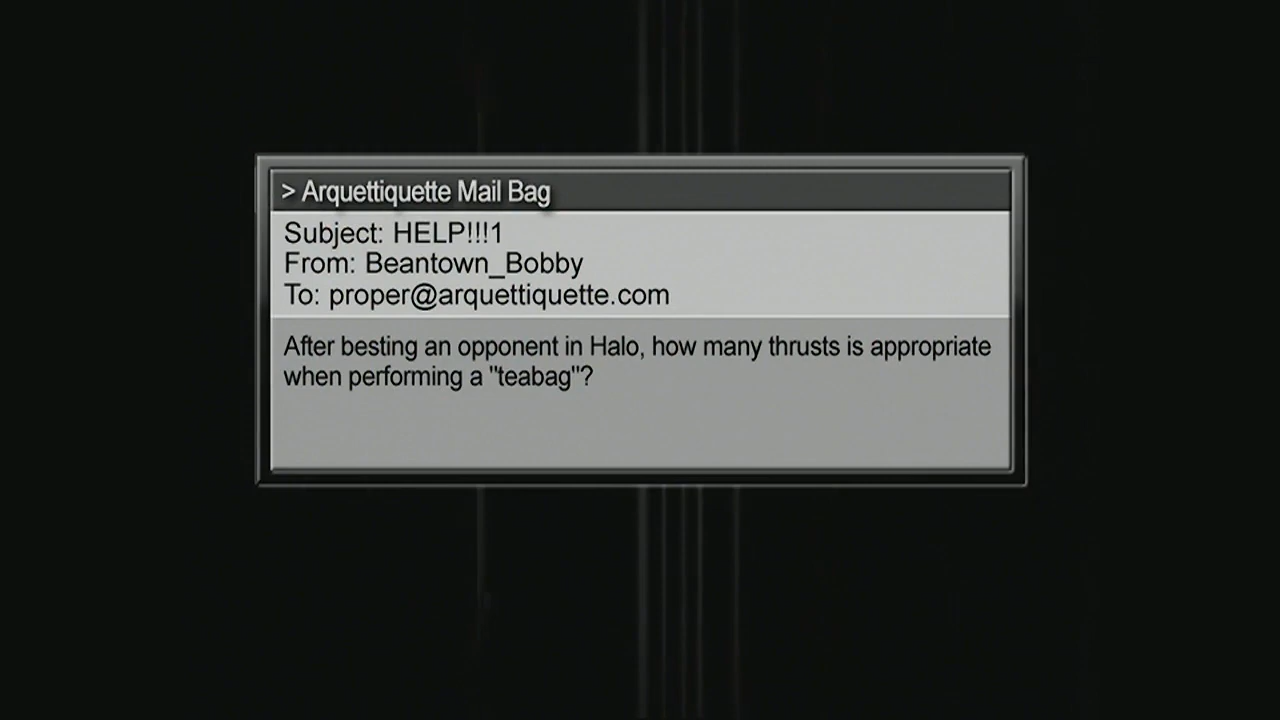 > Arquettiquette Mail Bag
Subject: HELP!!!1
From: Beantown_Bobby
To: proper@arquettiquette.com
After besting an opponent in Halo, how many thrusts is appropriate
when performing a "teabag"?